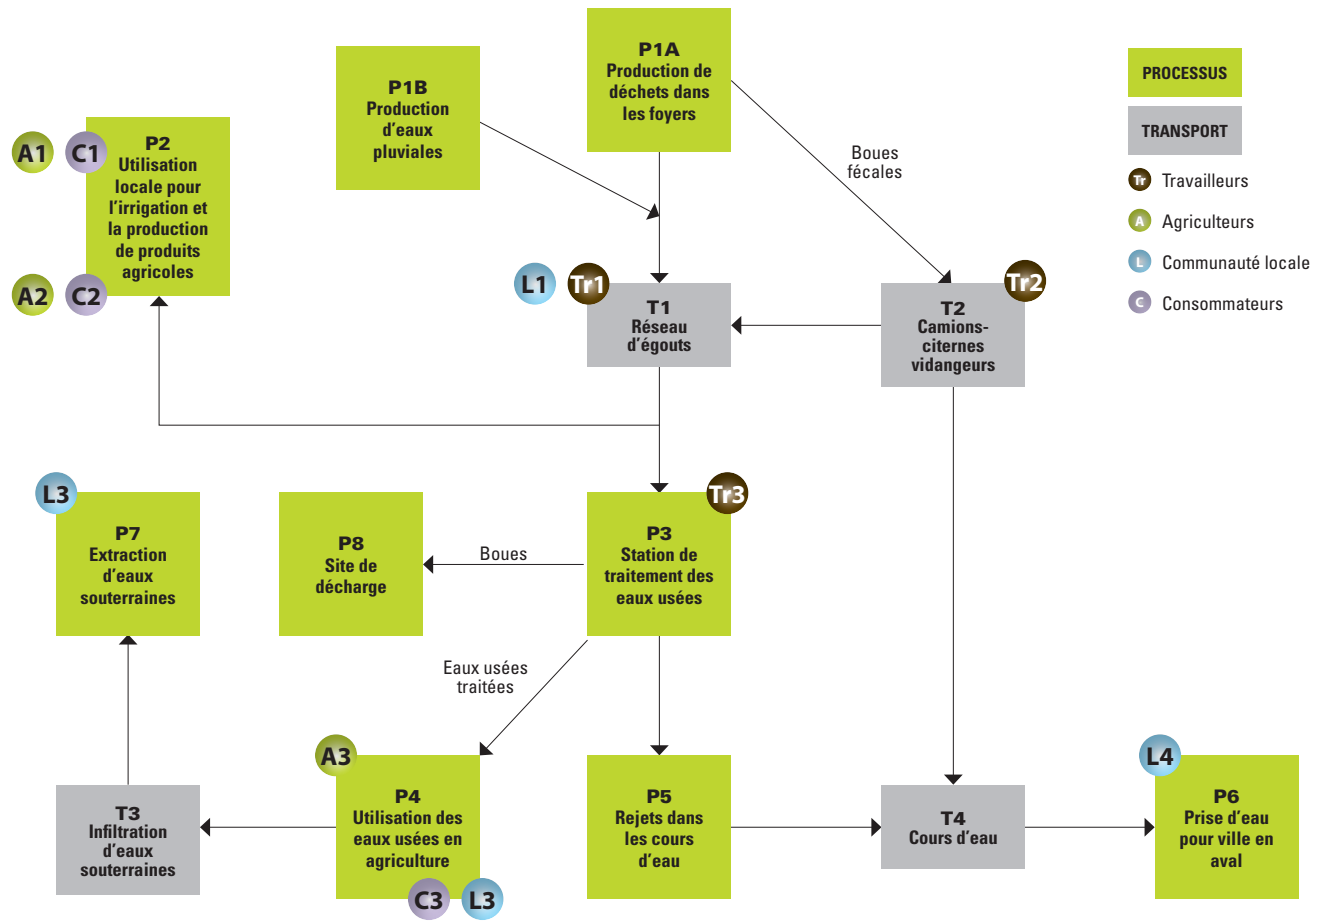 P1A
Production de
déchets dans
les foyers
P1B
Production
d'eaux
pluviales
PROCESSUS
TRANSPORT
Tr Travailleurs
A Agriculteurs
L Communauté locale
C Consommateurs
A1
C1
P2
Utilisation
locale pour
l'irrigation et
la production
de produits
agricoles
A2
C2
Boues
fécales
L1
Tr1
T1
Réseau
d'égouts
Tr2
T2
Camions-
citernes
vidangeurs
L3
P7
Extraction
d'eaux
souterraines
P8
Site de
décharge
Boues
Tr3
P3
Station de
traitement des
eaux usées
Eaux usées
traitées
T3
Infiltration
d'eaux
souterraines
A3
P4
Utilisation des
eaux usées en
agriculture
C3
L3
P5
Rejets dans
les cours
d'eau
T4
Cours d'eau
L4
P6
Prise d'eau
pour ville en
aval